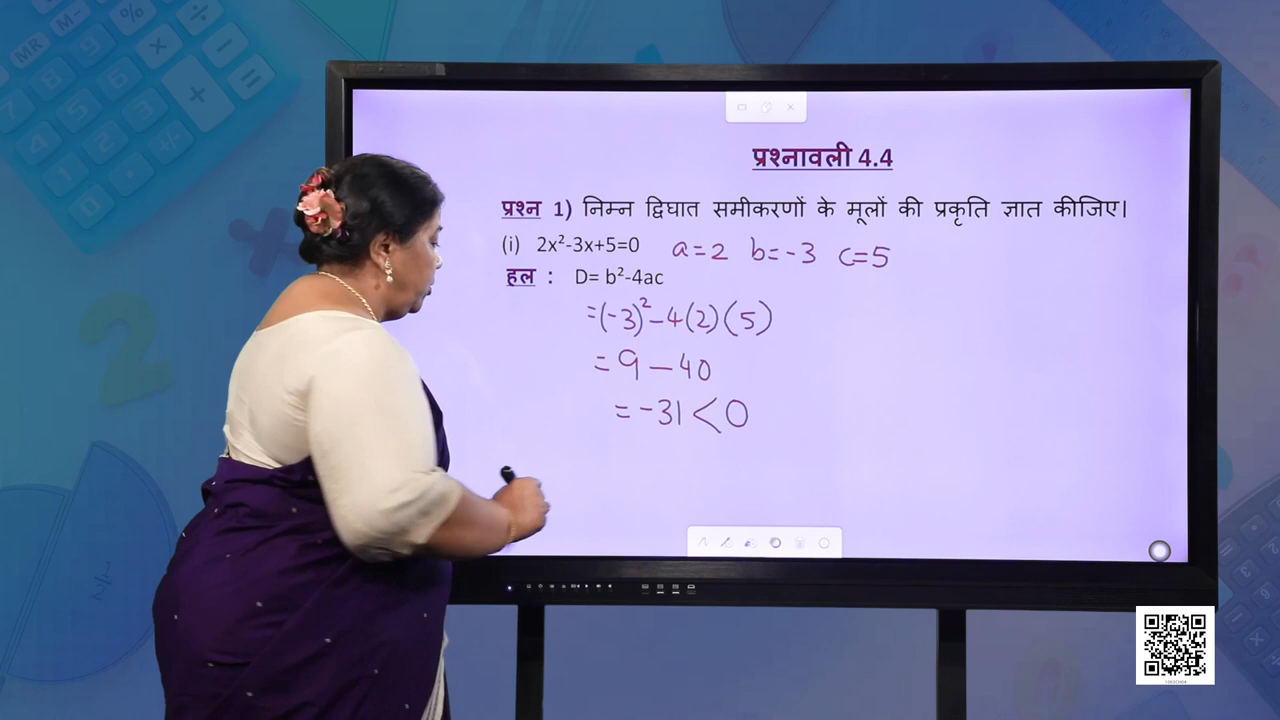 प्रश्नावली 4.4
प्रश्न 1) निम्न द्विघात समीकरणों के मूलों की प्रकृति ज्ञात कीजिए।
(i) 2x²-3x+5=0 a=2 b=-3 c=5
हल : D= b²-4ac
=(-3)²-4(2)(5)
=9-40
=-31<0